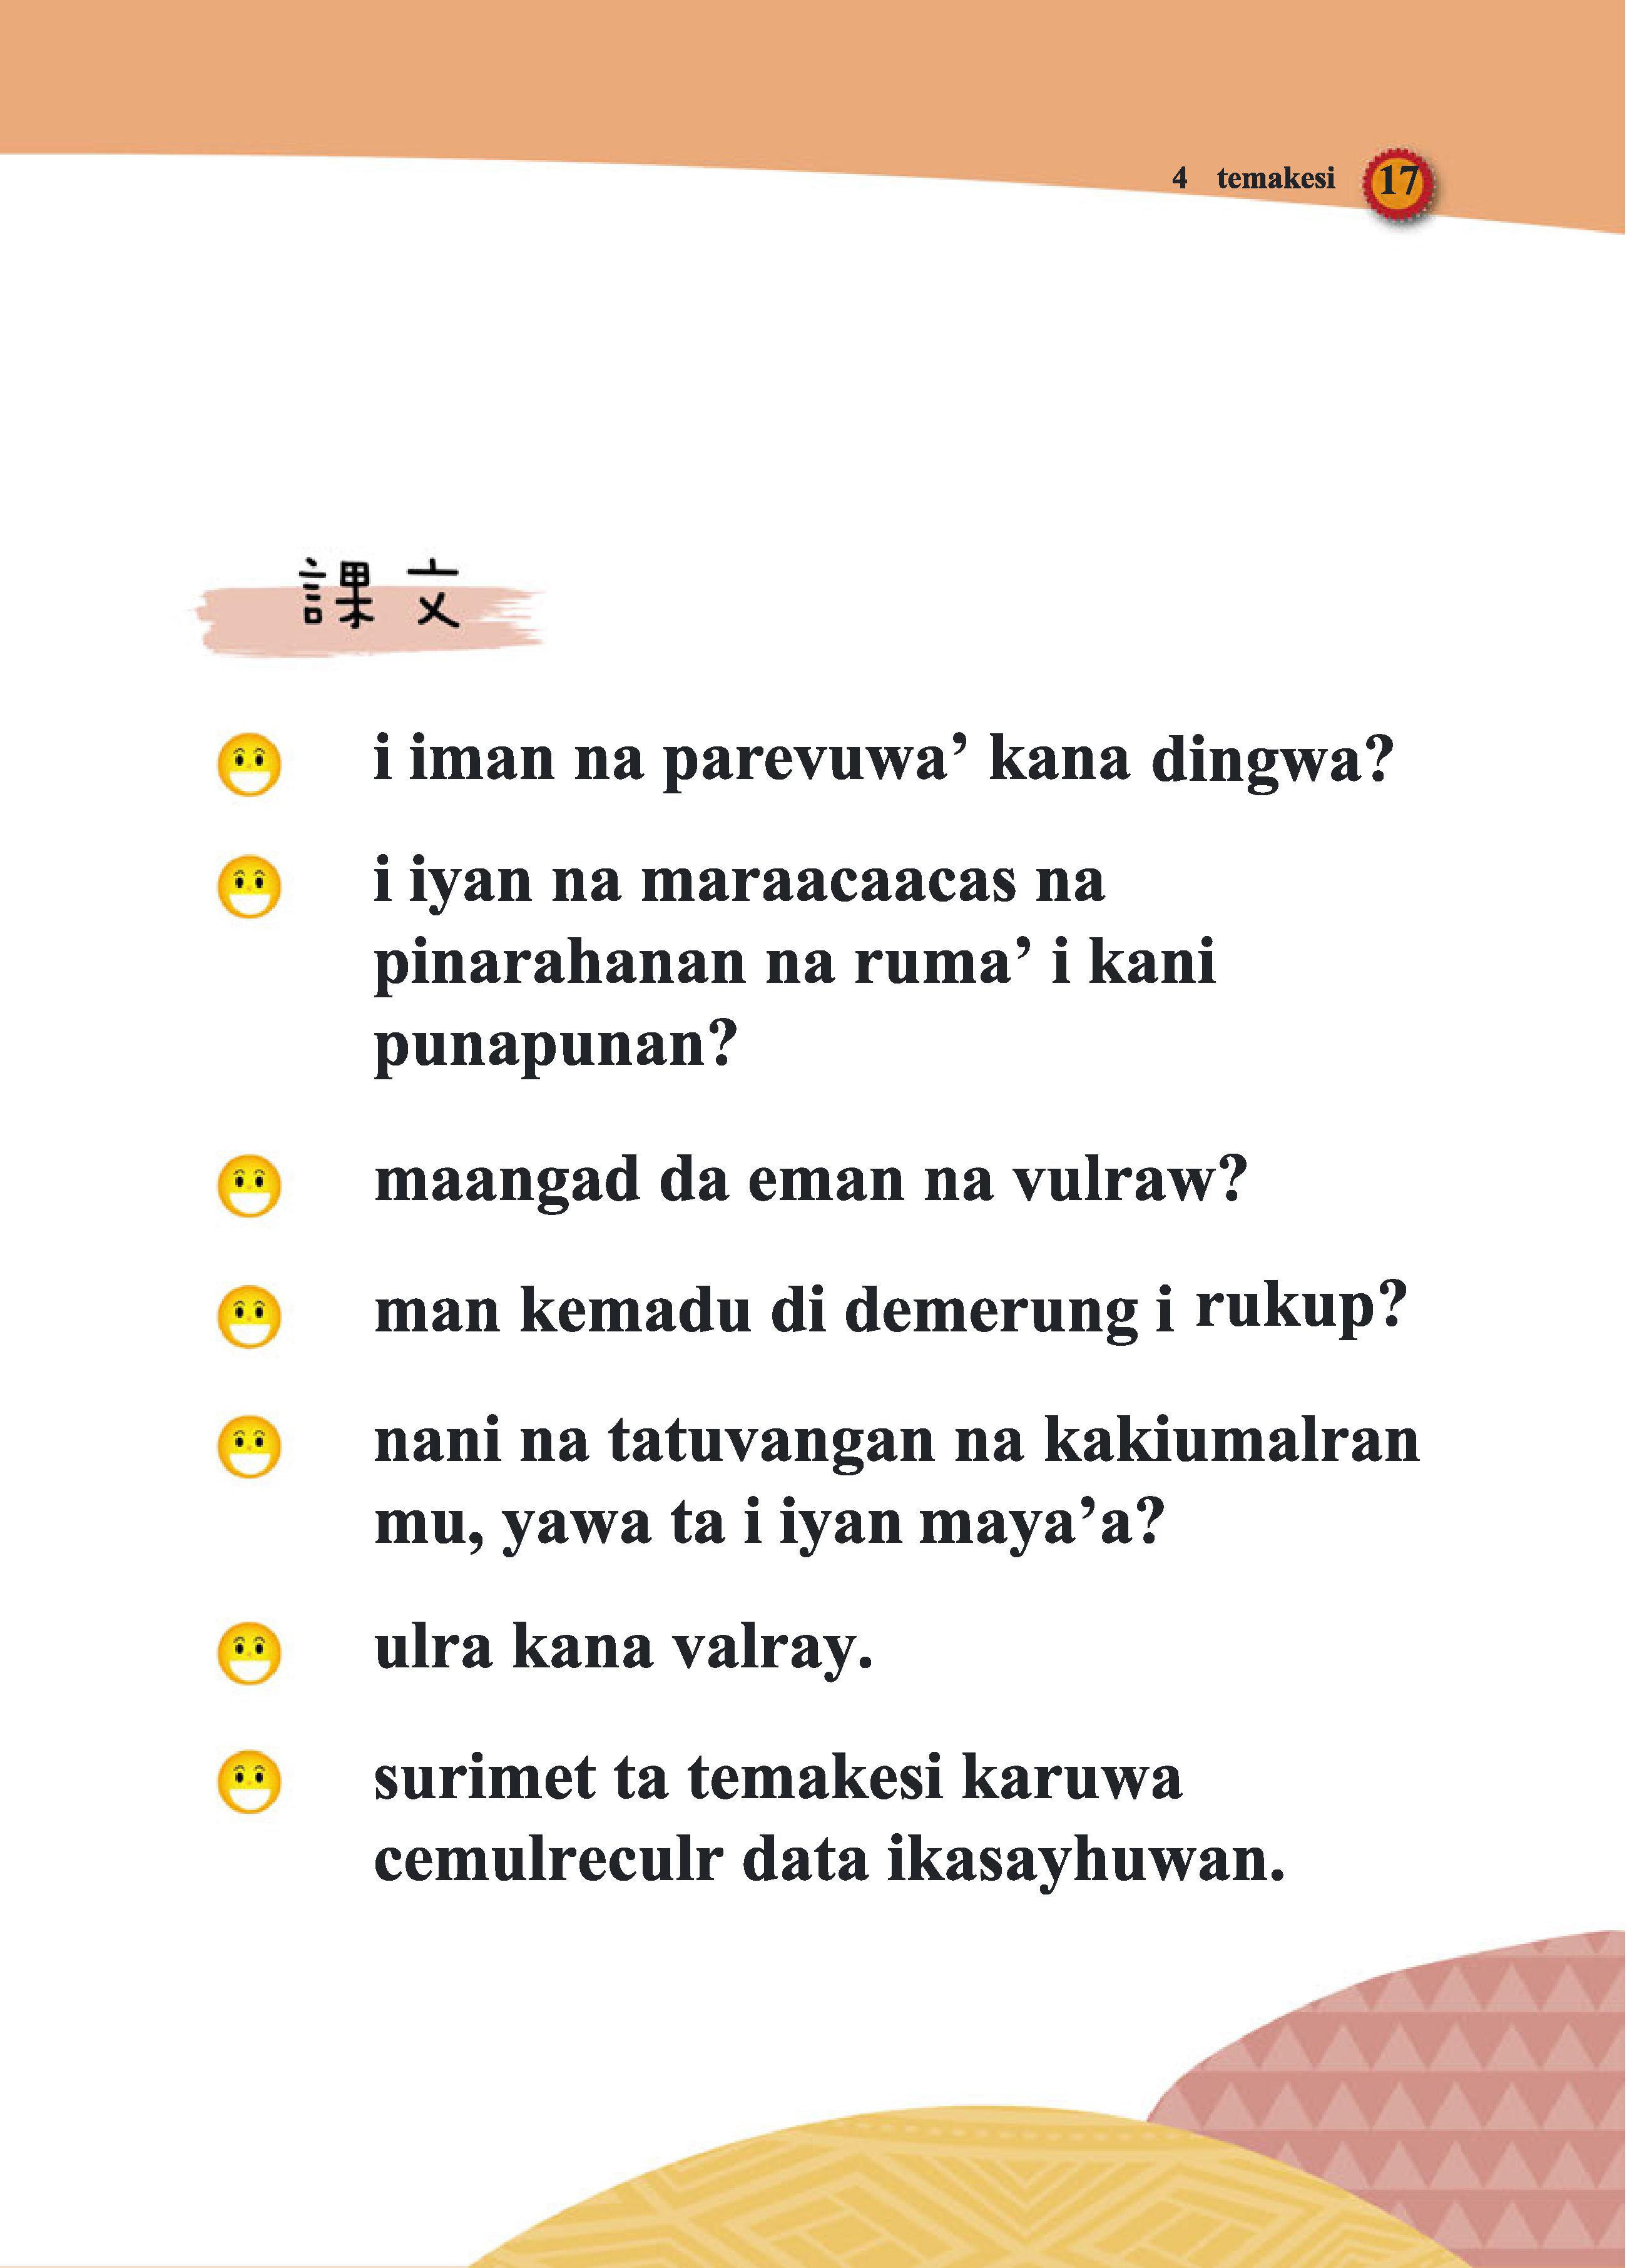 4 temakesi 17
課文
i iman na parevuwa’ kana dingwa?
i iyan na maraacaacas na
pinarahanan na ruma’ i kani
punapunan?
maangad da eman na vulraw?
man kemadu di demerung i rukup?
nani na tatuvangan na kakiumalran
mu, yawa ta i iyan maya’a?
ulra kana valray.
surimet ta temakesi karuwa
cemulreculr data ikasayhuwan.